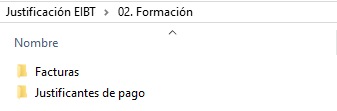 Justificación EIBT > 02. Formación
Nombre
Facturas
Justificantes de pago